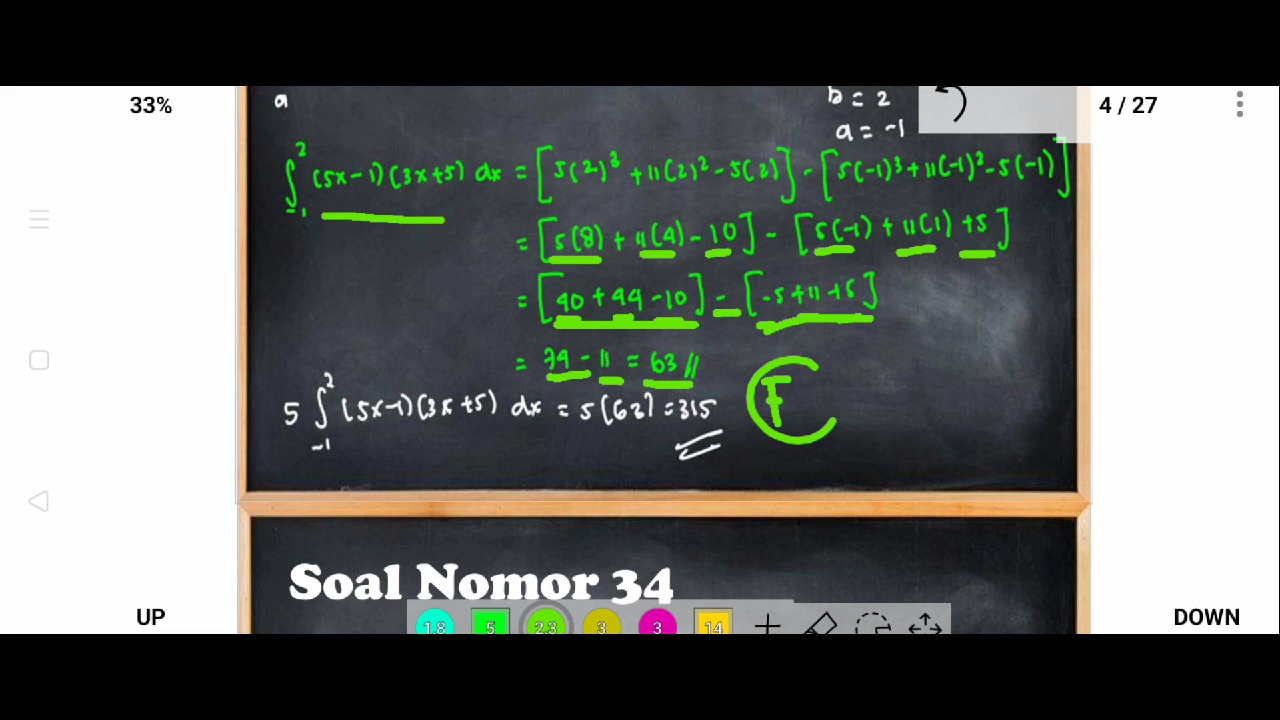 33%
4 / 27
a
b = 2
a = -1
∫₋₁² (5x-1)(3x+5) dx = [5(2)³ + 11(2)² - 5(2)] - [5(-1)³ + 11(-1)² - 5(-1)]
= [5(8) + 11(4) - 10] - [5(-1) + 11(1) + 5]
= [40 + 44 - 10] - [-5 + 11 + 5]
= 74 - 11 = 63 //
5 ∫₋₁² (5x-1)(3x+5) dx = 5(63) = 315
F
Soal Nomor 34
UP
1.8 5 2.3 3 3 14
DOWN